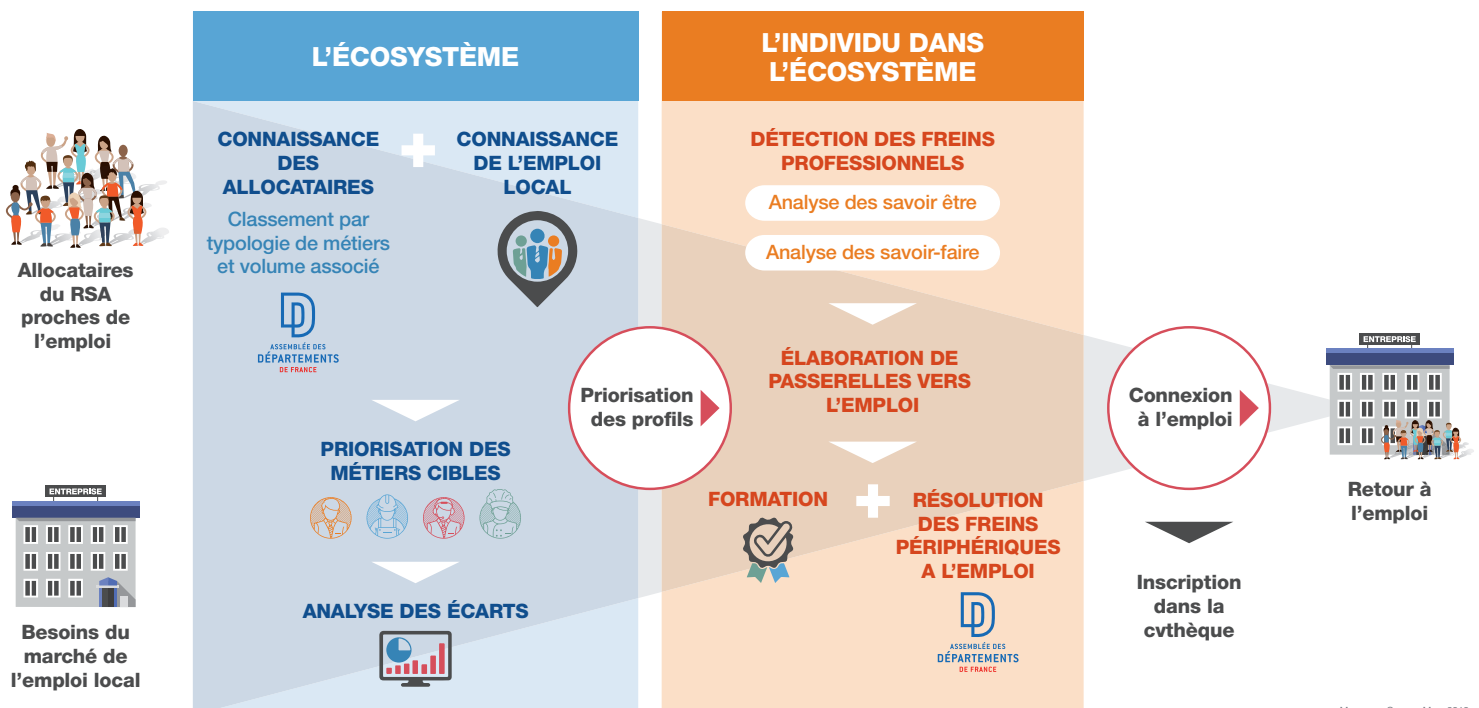 L'ÉCOSYSTÈME
L'INDIVIDU DANS
L'ÉCOSYSTÈME
Allocataires
du RSA
proches de
l'emploi
ENTREPRISE
Besoins du
marché de
l'emploi local
CONNAISSANCE
DES
ALLOCATAIRES
Classement par
typologie de métiers
et volume associé
ASSEMBLÉE DES
DÉPARTEMENTS
DE FRANCE
CONNAISSANCE
DE L'EMPLOI
LOCAL
PRIORISATION DES
MÉTIERS CIBLES
ANALYSE DES ÉCARTS
Priorisation
des profils
DÉTECTION DES FREINS
PROFESSIONNELS
Analyse des savoir être
Analyse des savoir-faire
ÉLABORATION DE
PASSERELLES VERS
L'EMPLOI
FORMATION
RÉSOLUTION
DES FREINS
PÉRIPHÉRIQUES
A L'EMPLOI
ASSEMBLÉE DES
DÉPARTEMENTS
DE FRANCE
Connexion
à l'emploi
Inscription
dans la
cvthèque
ENTREPRISE
Retour à
l'emploi